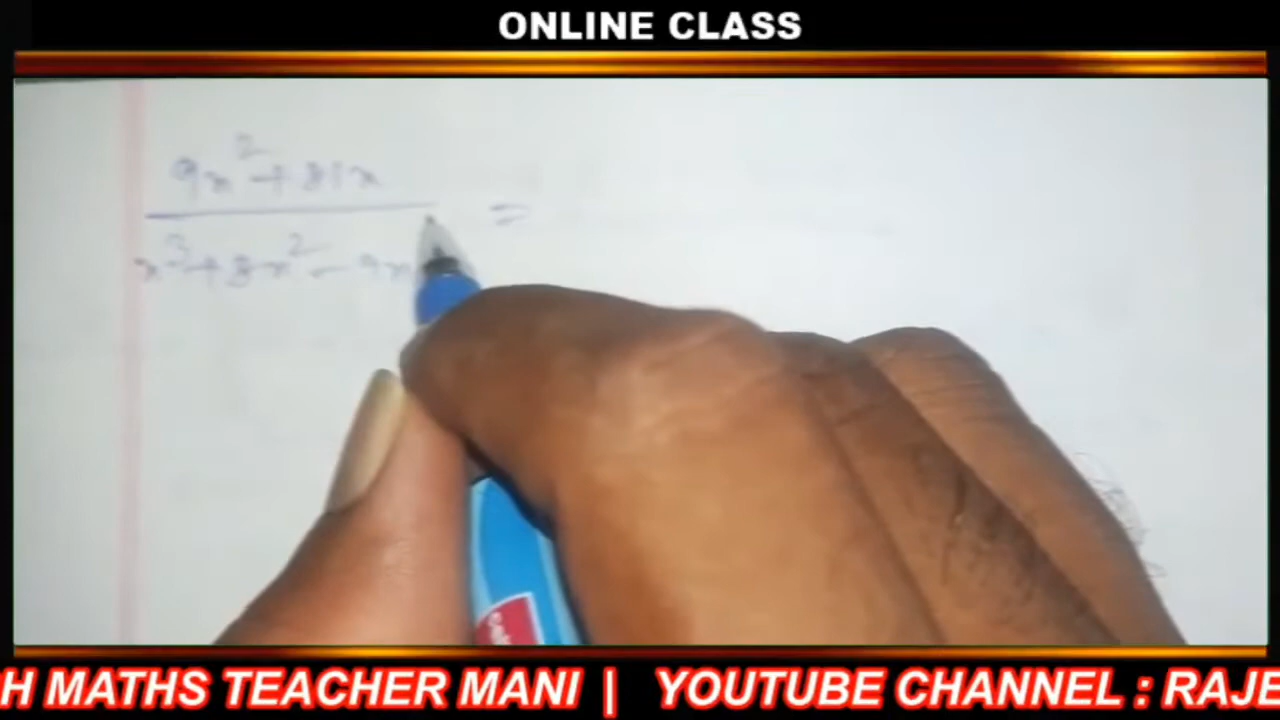 ONLINE CLASS
9x² + 81x
=
x³ + 8x² - 9x
H MATHS TEACHER MANI | YOUTUBE CHANNEL : RAJE